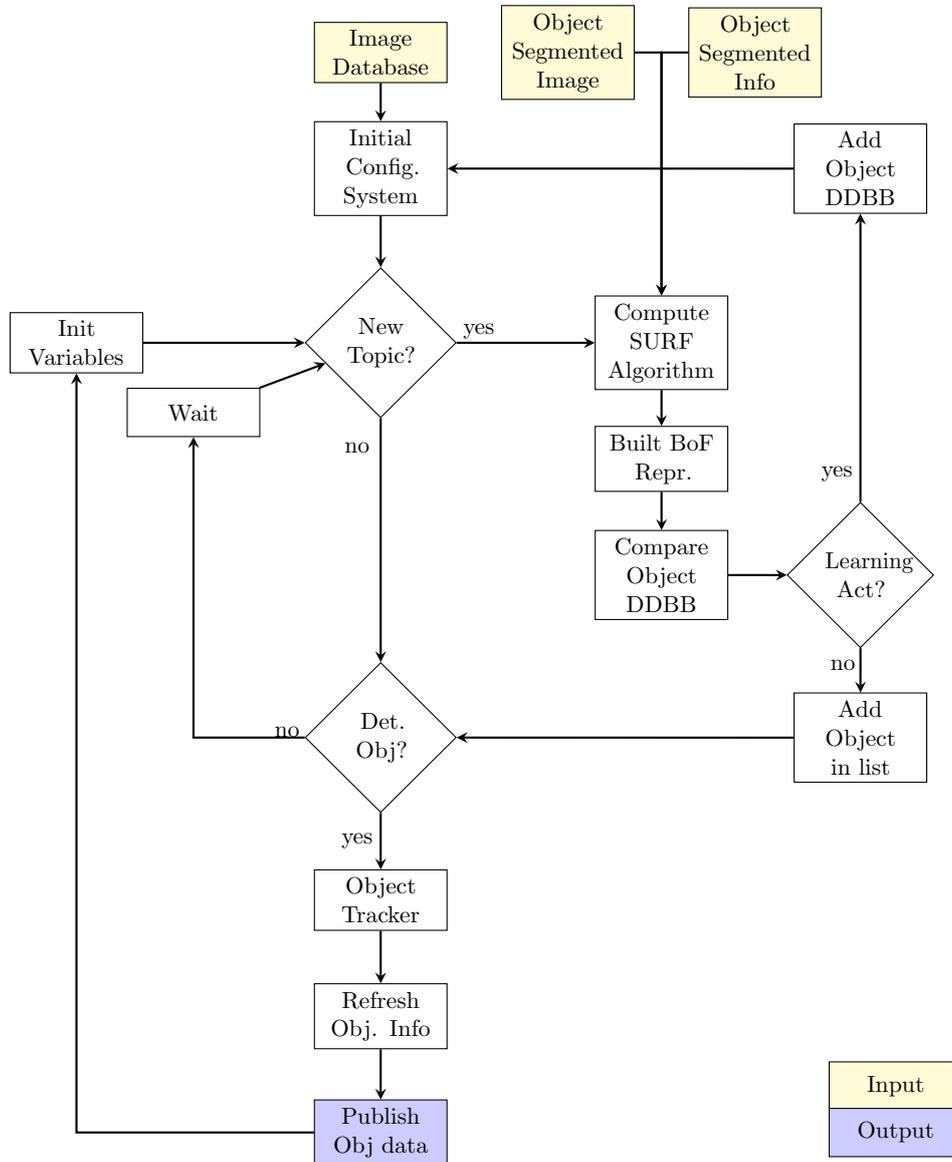 Image
Database
Object
Segmented
Image
Object
Segmented
Info
Initial
Config.
System
Add
Object
DDBB
New
Topic?
yes
no
Init
Variables
Wait
Compute
SURF
Algorithm
Built BoF
Repr.
Compare
Object
DDBB
yes
Learning
Act?
no
Add
Object
in list
Det.
Obj?
no
yes
Object
Tracker
Refresh
Obj. Info
Publish
Obj data
Input
Output